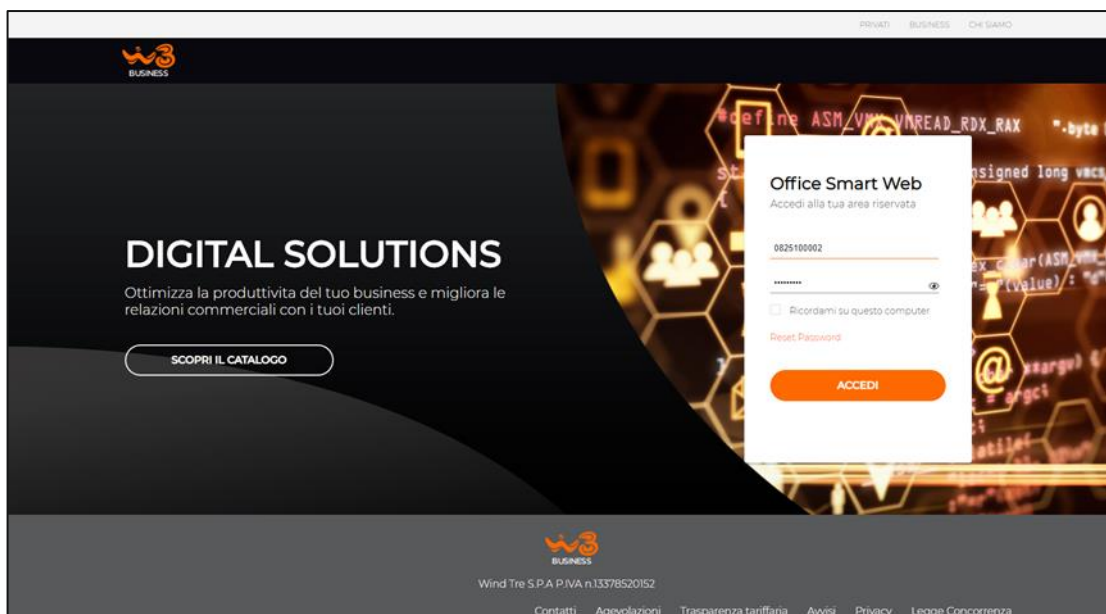 PRIVATI BUSINESS CHI SIAMO
W3
BUSINESS
#define ASM_VMX_VMREAD_RDX_RAX ".byte
Office Smart Web
Accedi alla tua area riservata
0825100002
Ricordami su questo computer
Reset Password
ACCEDI
DIGITAL SOLUTIONS
Ottimizza la produttivita del tuo business e migliora le
relazioni commerciali con i tuoi clienti.
SCOPRI IL CATALOGO
W3
BUSINESS
Wind Tre S.P.A P.IVA n.13378520152
Contatti Agevolazioni Trasparenza tariffaria Avvisi Privacy Legge Concorrenza